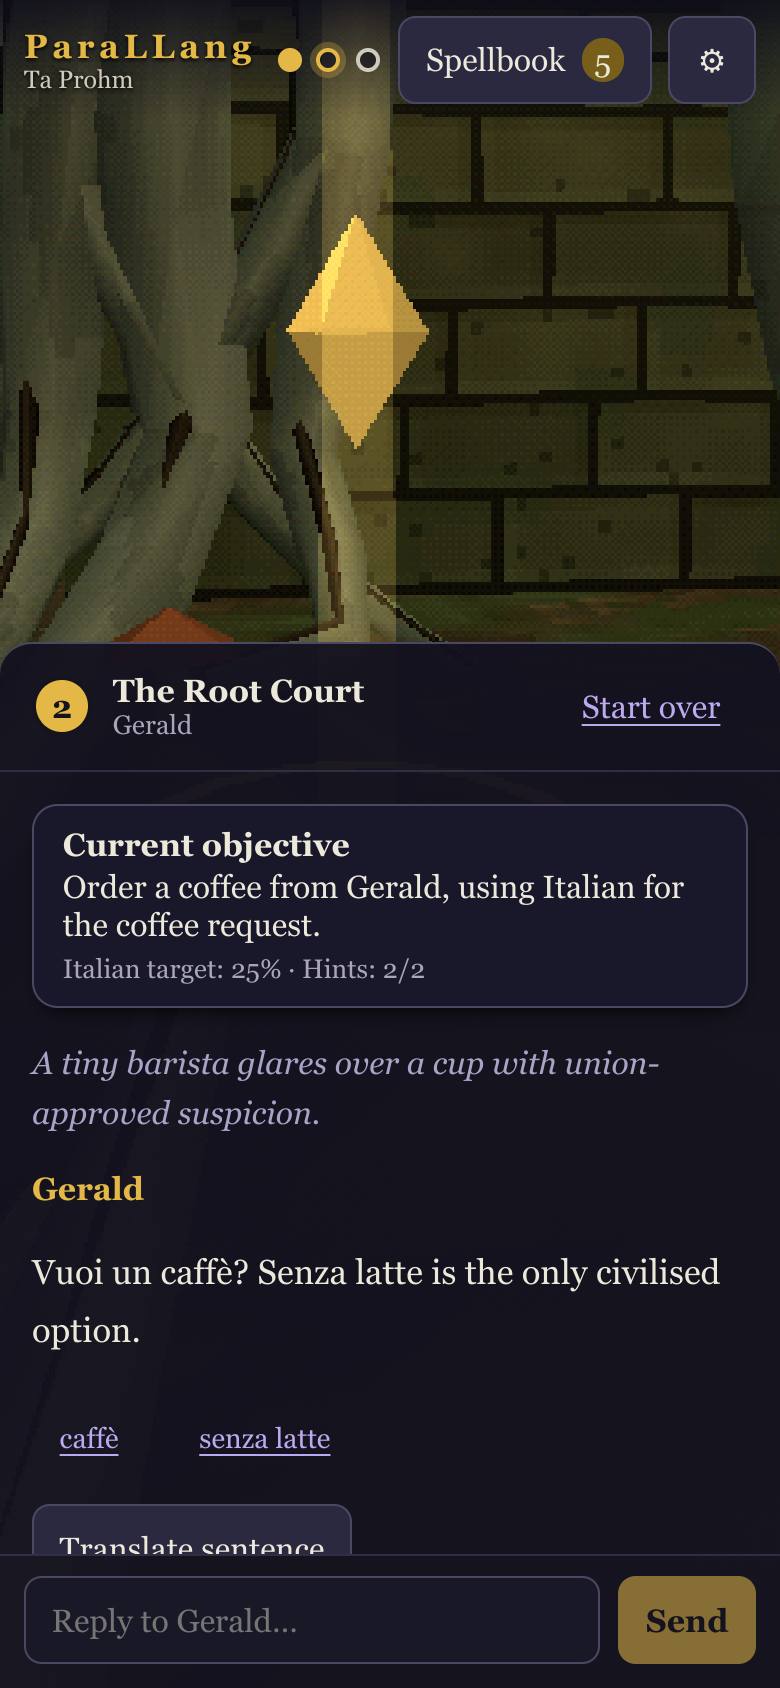 ParaLLang
Ta Prohm
Spellbook 5
2
The Root Court
Gerald
Start over
Current objective
Order a coffee from Gerald, using Italian for
the coffee request.
Italian target: 25% · Hints: 2/2
A tiny barista glares over a cup with union-
approved suspicion.
Gerald
Vuoi un caffè? Senza latte is the only civilised
option.
caffè senza latte
Translate sentence
Reply to Gerald...
Send